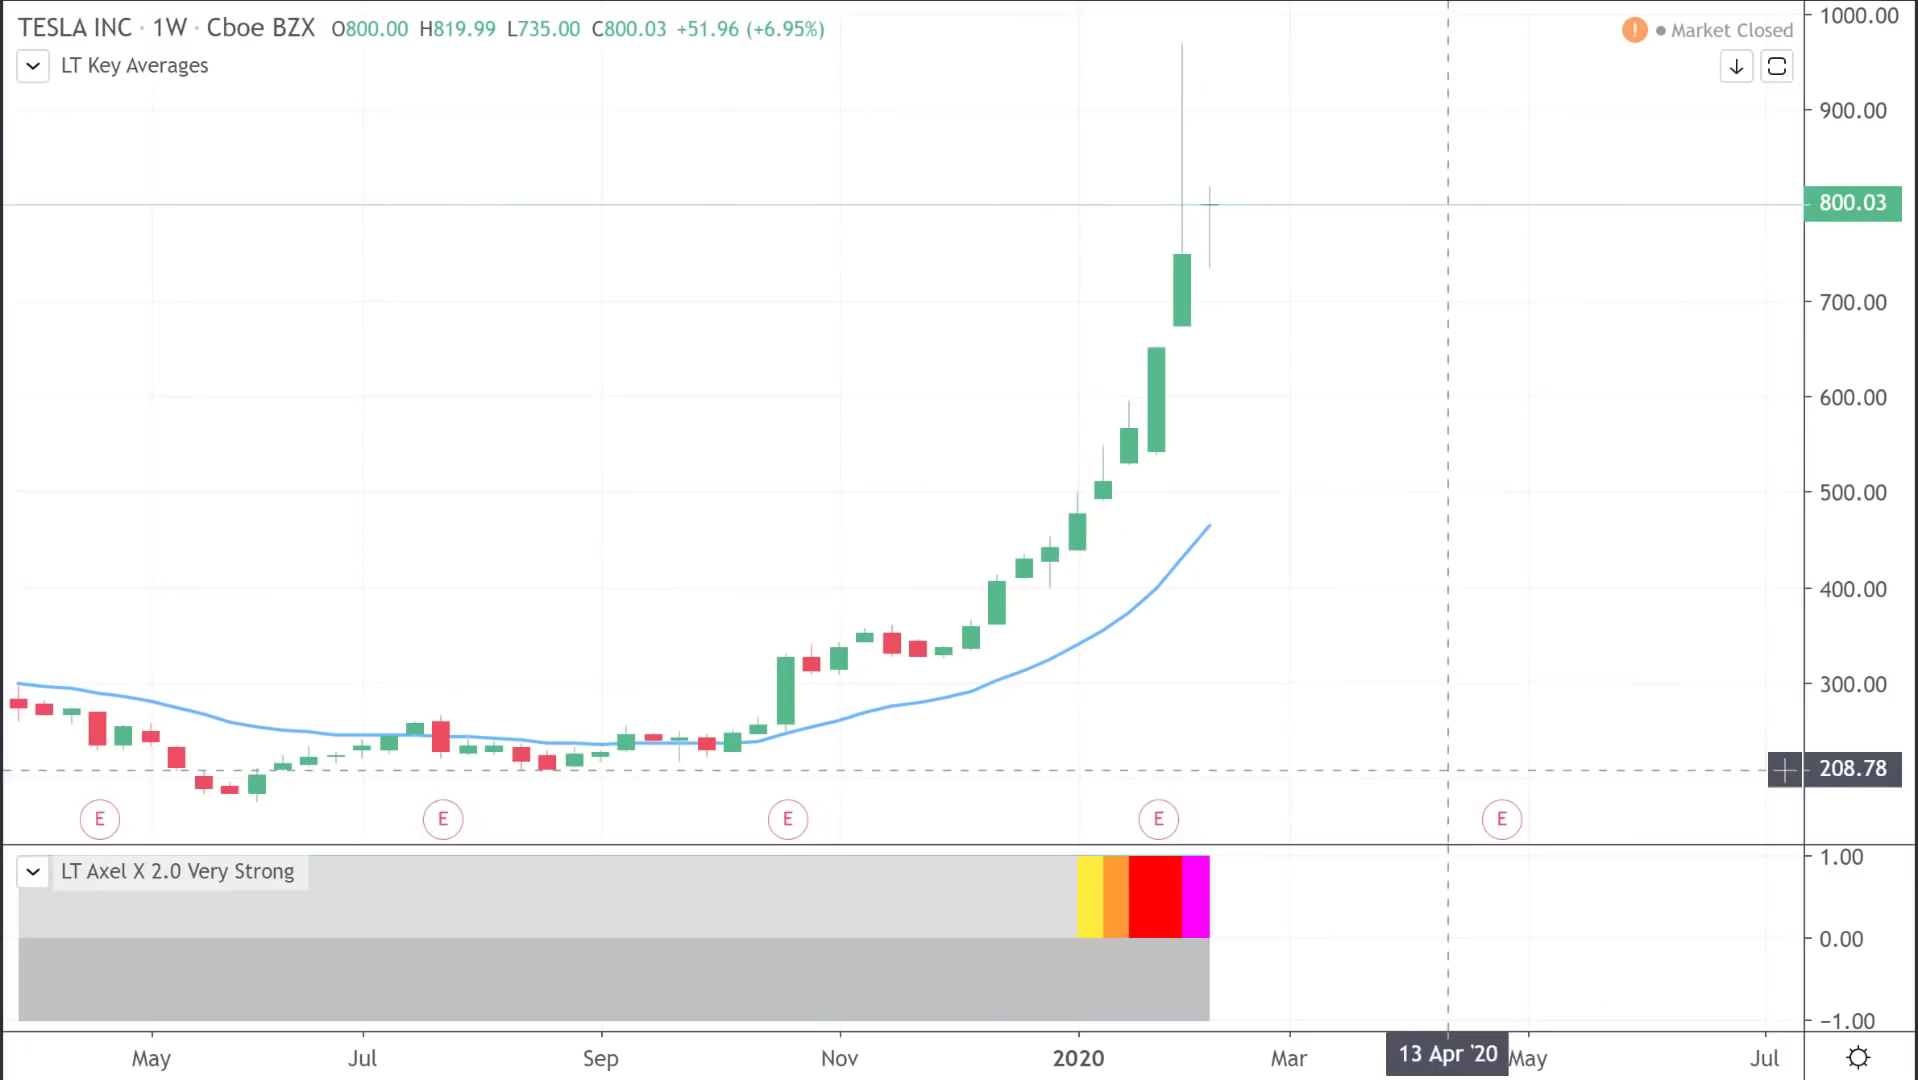 TESLA INC · 1W · Cboe BZX O800.00 H819.99 L735.00 C800.03 +51.96 (+6.95%)
! Market Closed
LT Key Averages
1000.00
900.00
800.03
700.00
600.00
500.00
400.00
300.00
208.78
E E E E E
LT Axel X 2.0 Very Strong
1.00
0.00
−1.00
May Jul Sep Nov 2020 Mar 13 Apr '20 May Jul